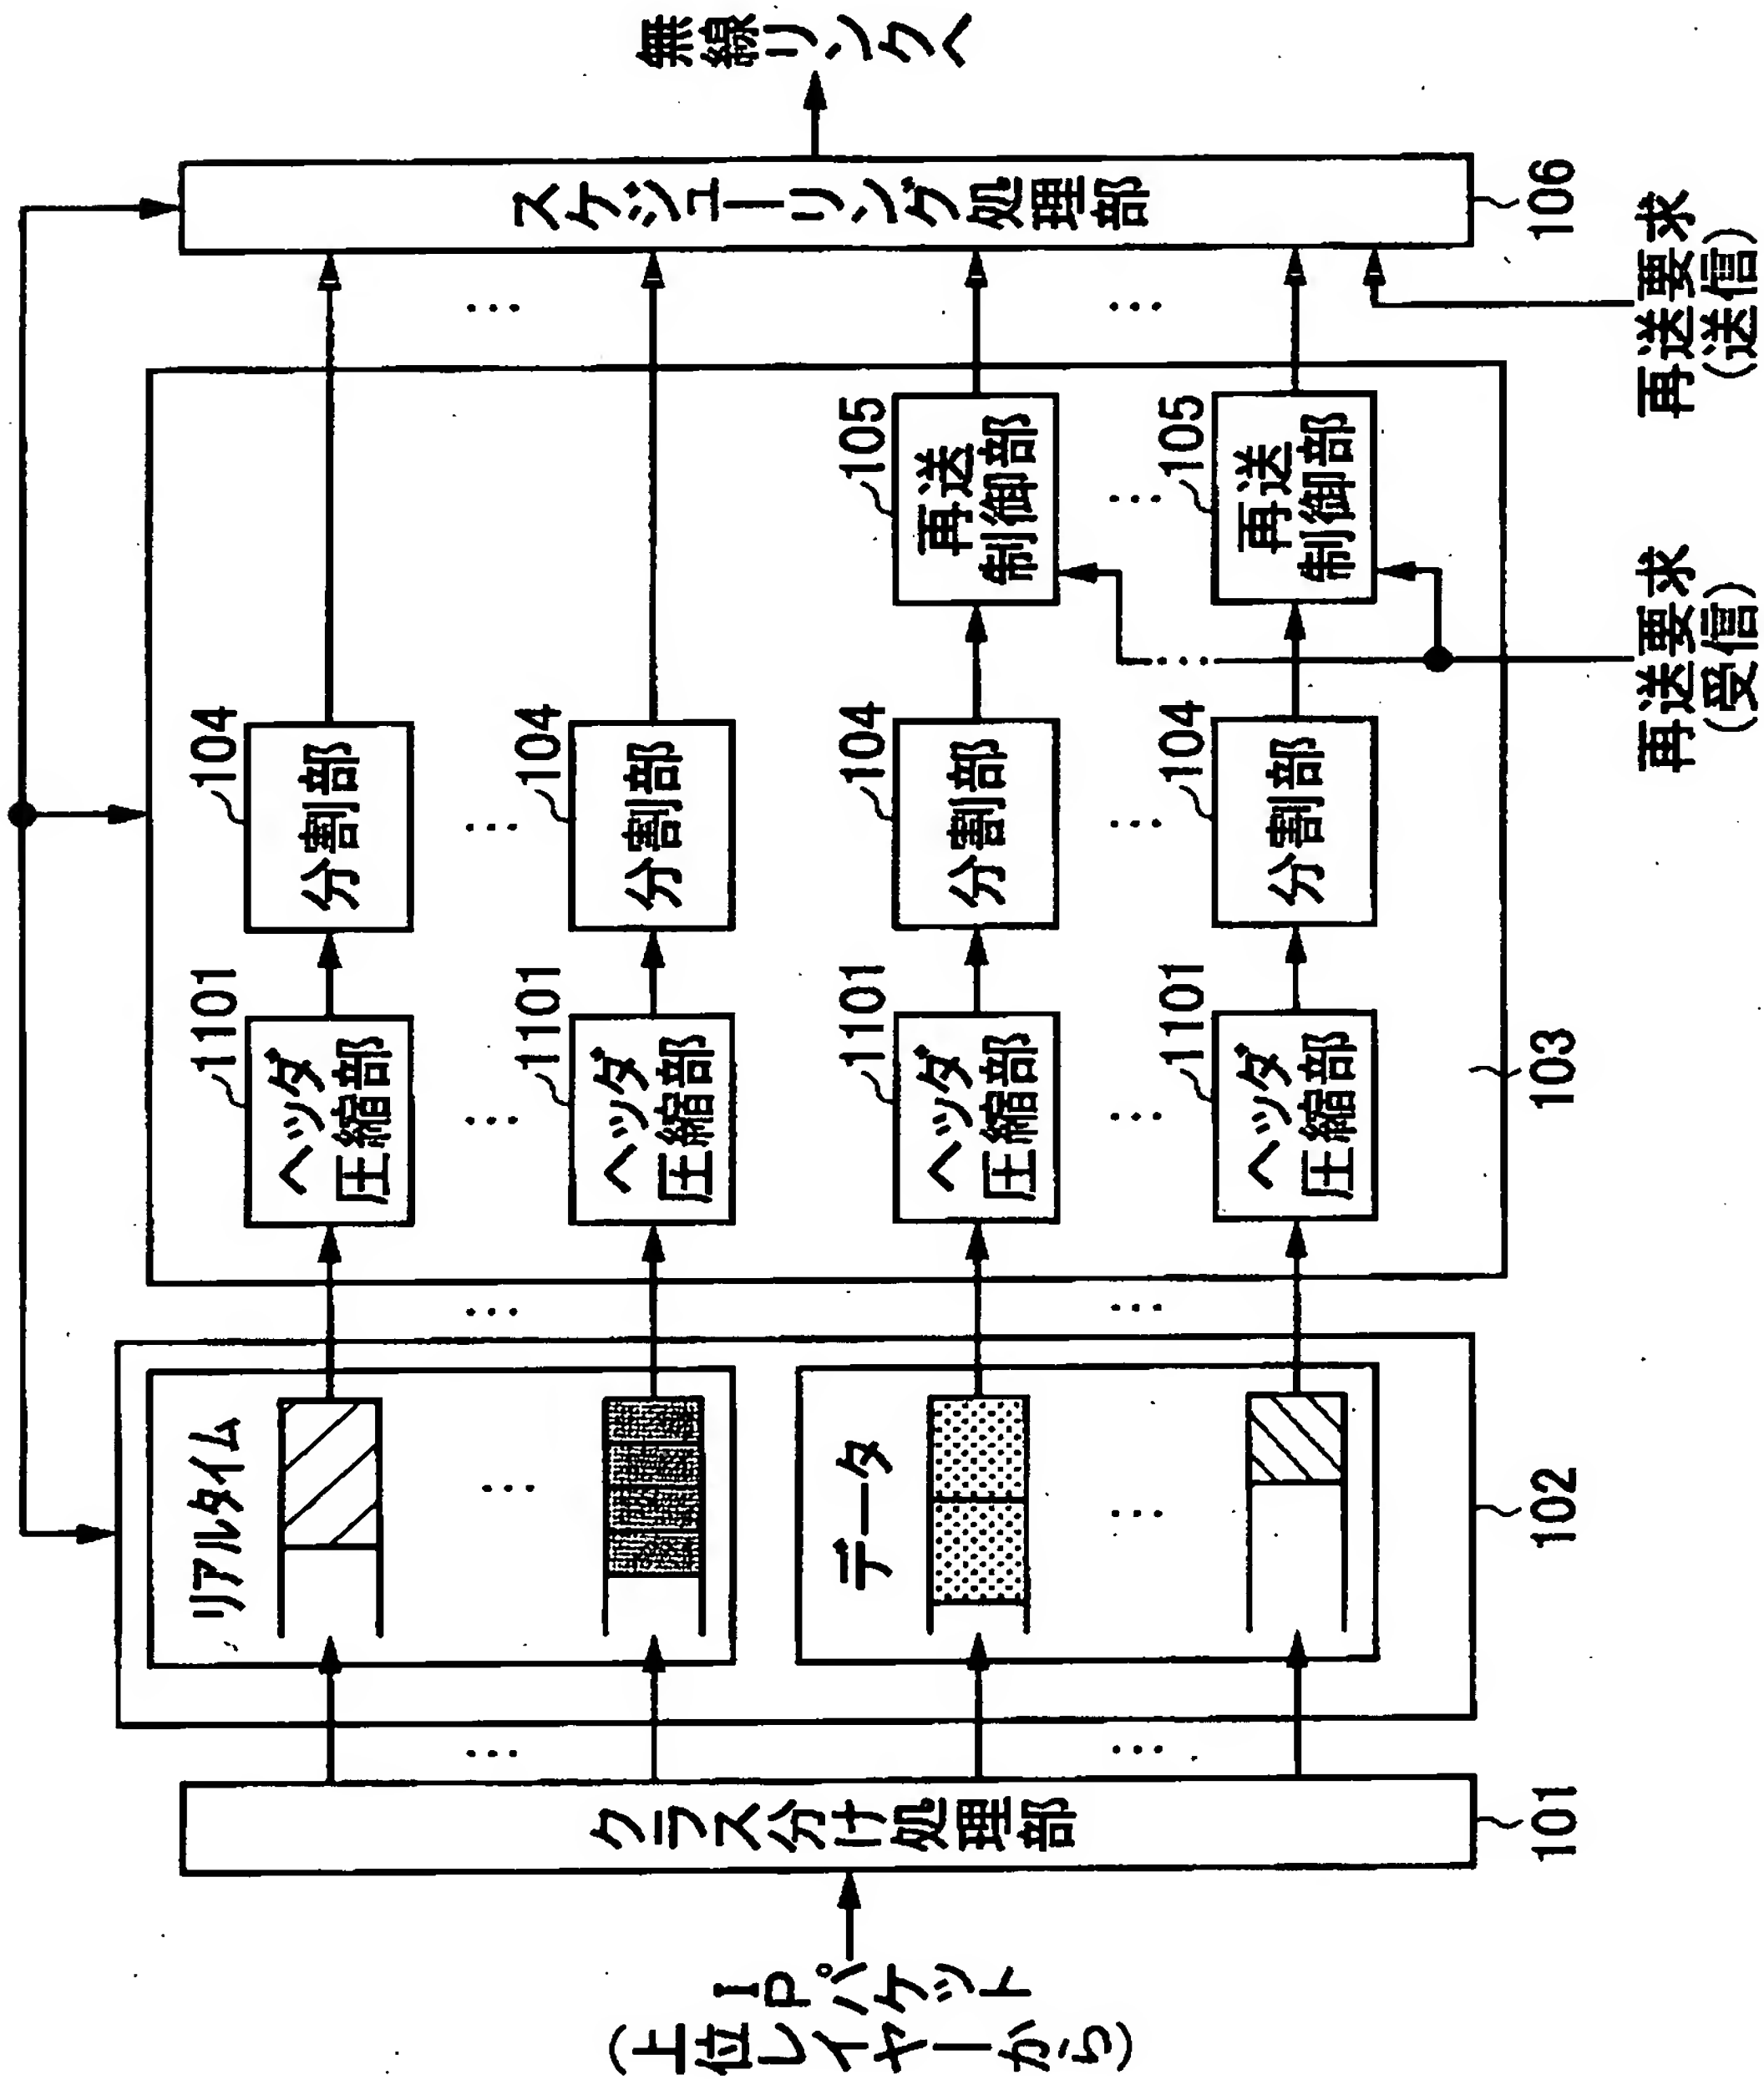 IPパケット
(上位レイヤーから)
クラス分け処理部
101
リアルタイム
データ
102
ヘッダ
圧縮部
1101
分割部
104
ヘッダ
圧縮部
1101
分割部
104
ヘッダ
圧縮部
1101
分割部
104
再送
制御部
105
ヘッダ
圧縮部
1101
分割部
104
再送
制御部
105
103
再送要求
(受信)
スケジューリング処理部
106
再送要求
(送信)
無線リンクへ